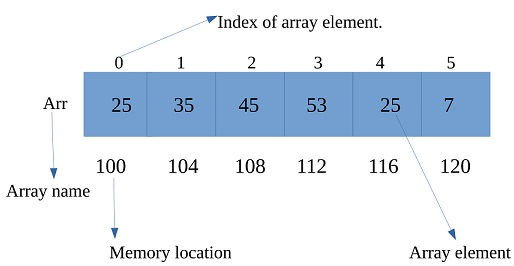 Index of array element.
0 1 2 3 4 5
Arr 25 35 45 53 25 7
100 104 108 112 116 120
Array name
Memory location Array element